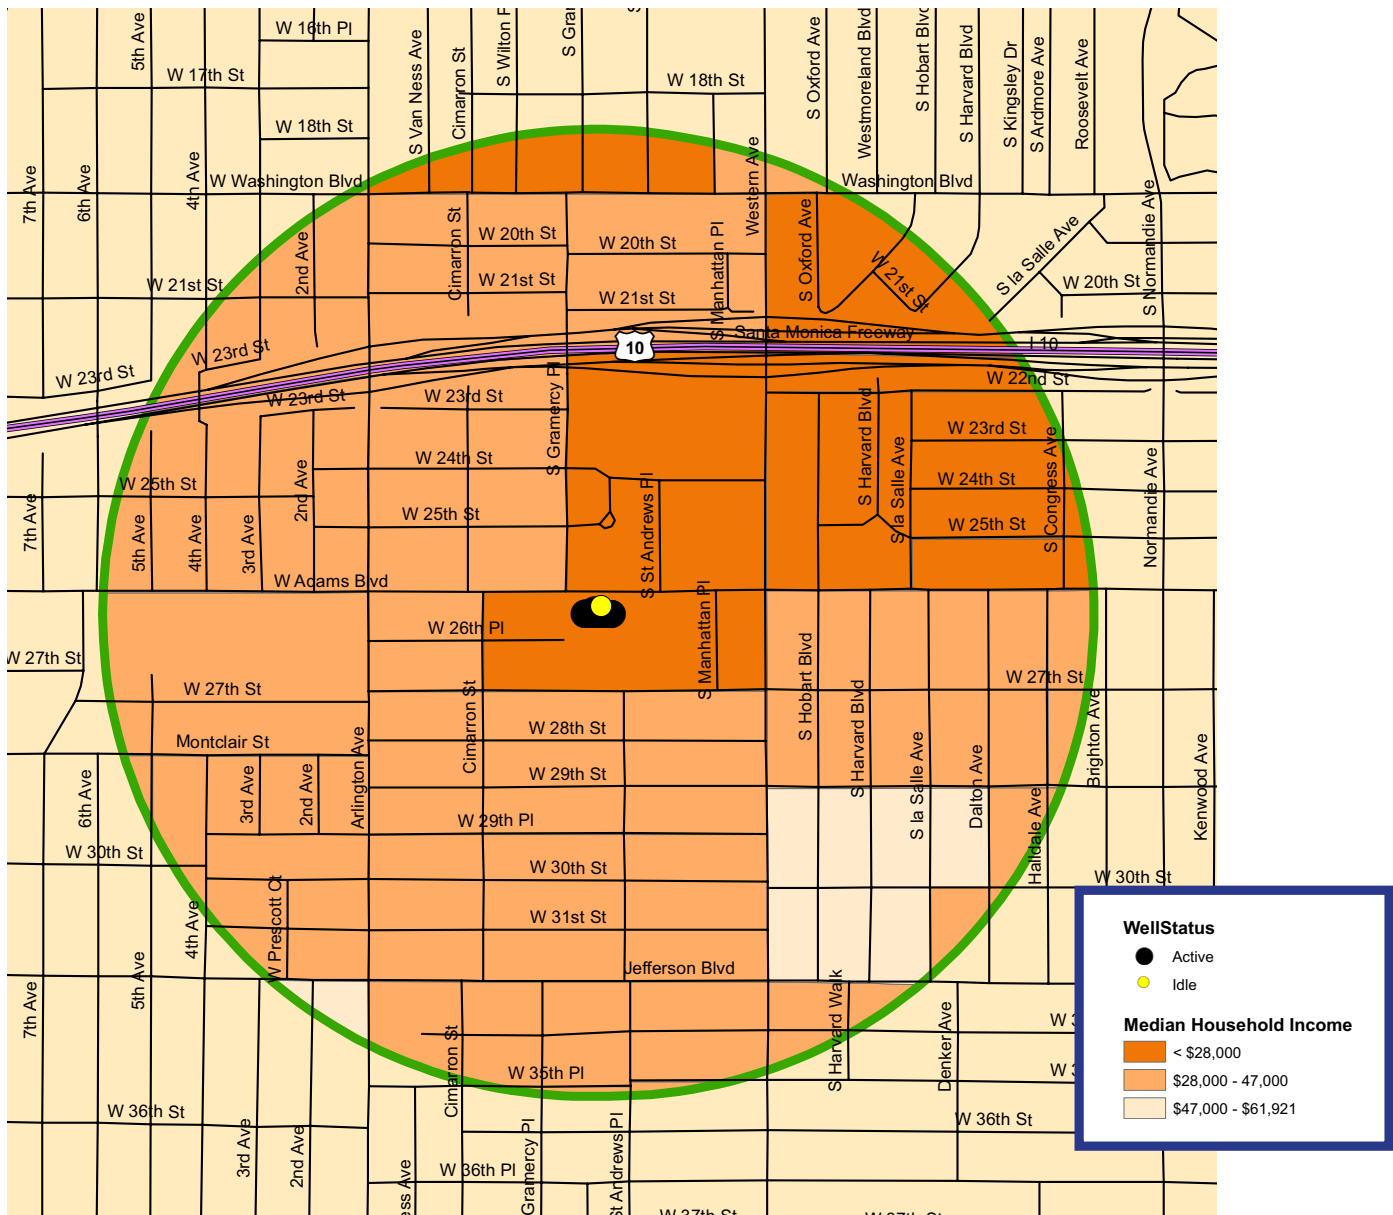 5th Ave
W 16th Pl
S Van Ness Ave
Cimarron St
S Wilton P
S Gra
W 17th St
W 18th St
S Oxford Ave
Westmoreland Blvd
S Hobart Blvd
S Harvard Blvd
S Kingsley Dr
S Ardmore Ave
Roosevelt Ave
W 18th St
7th Ave
6th Ave
4th Ave
W Washington Blvd
Western Ave
Washington Blvd
S Normandie Ave
2nd Ave
Cimarron St
W 20th St
W 20th St
S Manhattan Pl
S Oxford Ave
W 21st St
S la Salle Ave
W 20th St
W 21st St
W 21st St
W 21st St
Santa Monica Freeway
I 10
10
W 23rd St
W 23rd St
W 23rd St
W 23rd St
S Gramercy Pl
W 22nd St
S Harvard Blvd
S la Salle Ave
W 23rd St
S Congress Ave
Normandie Ave
W 24th St
W 24th St
7th Ave
W 25th St
2nd Ave
W 25th St
S St Andrews Pl
W 25th St
5th Ave
4th Ave
3rd Ave
W Adams Blvd
W 26th Pl
S Manhattan Pl
S Hobart Blvd
W 27th St
W 27th St
Cimarron St
S Harvard Blvd
W 27th St
Brighton Ave
Montclair St
W 28th St
6th Ave
3rd Ave
2nd Ave
Arlington Ave
W 29th St
S la Salle Ave
Dalton Ave
Halldale Ave
Kenwood Ave
W 29th Pl
W 30th St
W 30th St
W 30th St
4th Ave
W Prescott Ct
W 31st St
7th Ave
5th Ave
Jefferson Blvd
S Harvard Walk
Denker Ave
W 3
Cimarron St
W 35th Pl
W 3
W 36th St
3rd Ave
2nd Ave
ess Ave
W 36th Pl
Gramercy Pl
St Andrews Pl
W 36th St
W 37th St
W 37th St
WellStatus
Active
Idle
Median Household Income
< $28,000
$28,000 - 47,000
$47,000 - $61,921